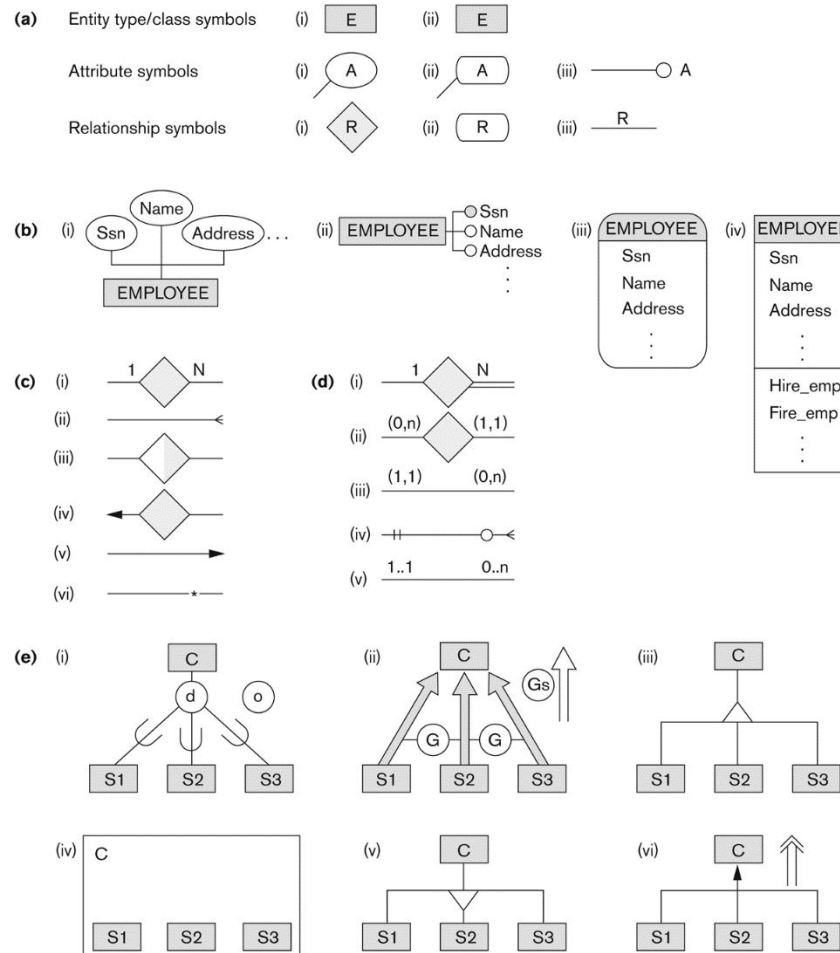 (a) Entity type/class symbols (i) E (ii) E
Attribute symbols (i) A (ii) A (iii) A
Relationship symbols (i) R (ii) R (iii) R
(b) (i) Ssn Name Address ...
EMPLOYEE
(ii) EMPLOYEE Ssn
Name
Address
(iii) EMPLOYEE
Ssn
Name
Address
(iv) EMPLOYEE
Ssn
Name
Address
Hire_emp
Fire_emp
(c) (i) 1 N
(ii)
(iii)
(iv)
(v)
(vi) *
(d) (i) 1 N
(ii) (0,n) (1,1)
(iii) (1,1) (0,n)
(iv)
(v) 1..1 0..n
(e) (i) C
d o
S1 S2 S3
(ii) C
Gs
G G
S1 S2 S3
(iii) C
S1 S2 S3
(iv) C
S1 S2 S3
(v) C
S1 S2 S3
(vi) C
S1 S2 S3